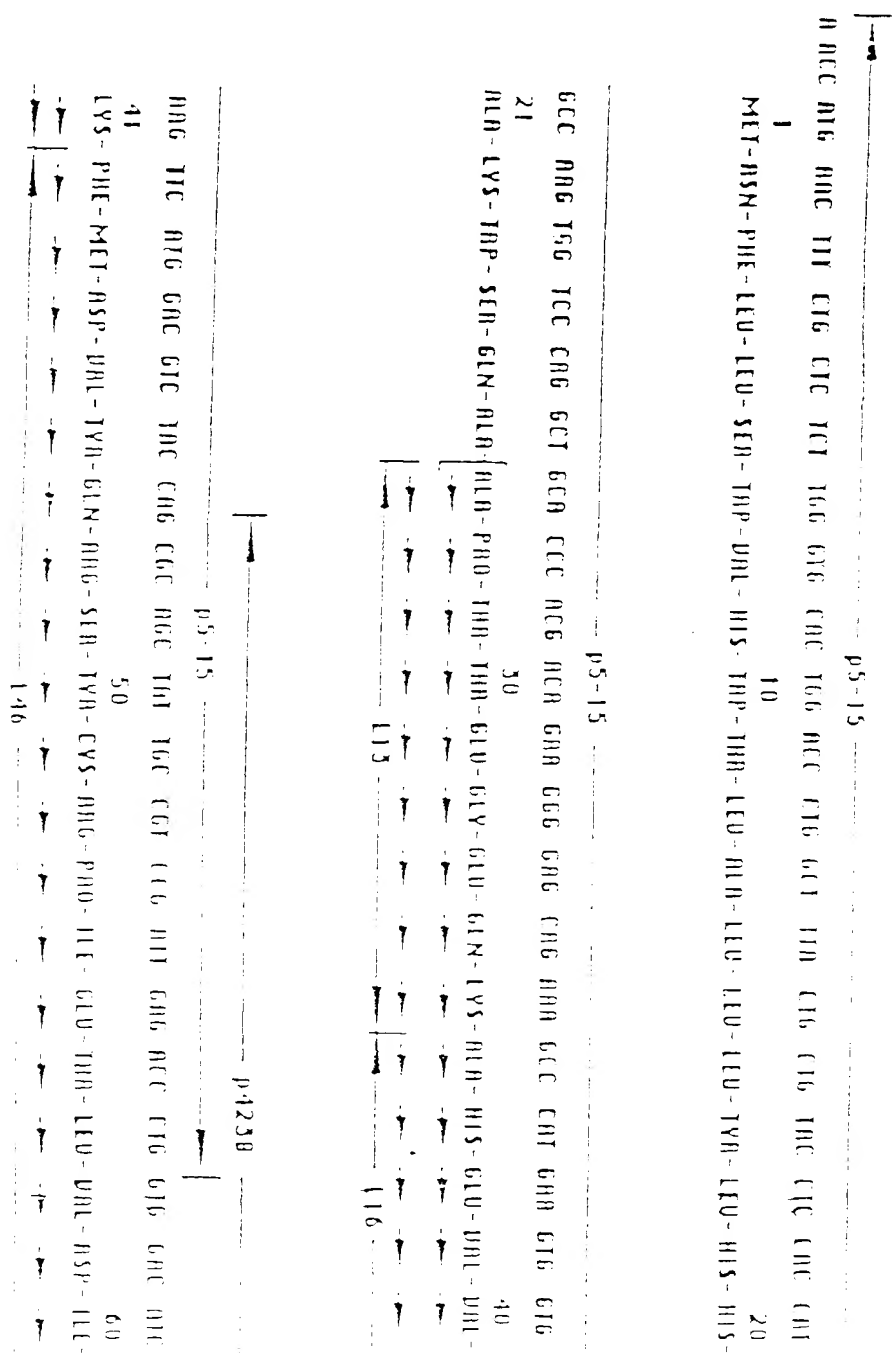 p5-15
A ACC ATG AAC TTT CTG CTC TCT TGG GTG CAC TGG ACC CTG GCT TTA CTG CTG TAC CTC CAC CAT
1 10 20
MET-ASN-PHE-LEU-LEU-SER-TRP-VAL-HIS-TRP-THR-LEU-ALA-LEU-LEU-LEU-TYR-LEU-HIS-HIS-
p5-15
GCC AAG TGG TCC CAG GCT GCA CCC ACG ACA GAA GGG GAG CAG AAA GCC CAT GAA GTG GTG
21 30 40
ALA-LYS-TRP-SER-GLN-ALA-ALA-PRO-THR-THR-GLU-GLY-GLU-GLN-LYS-ALA-HIS-GLU-VAL-VAL-
L13 L16
p4238
p5-15
AAG TTC ATG GAC GTC TAC CAG CGC AGC TAT TGC CGT CCG ATT GAG ACC CTG GTG GAC ATC
41 50 60
LYS-PHE-MET-ASP-VAL-TYR-GLN-ARG-SER-TYR-CYS-ARG-PRO-ILE-GLU-THR-LEU-VAL-ASP-ILE-
L46